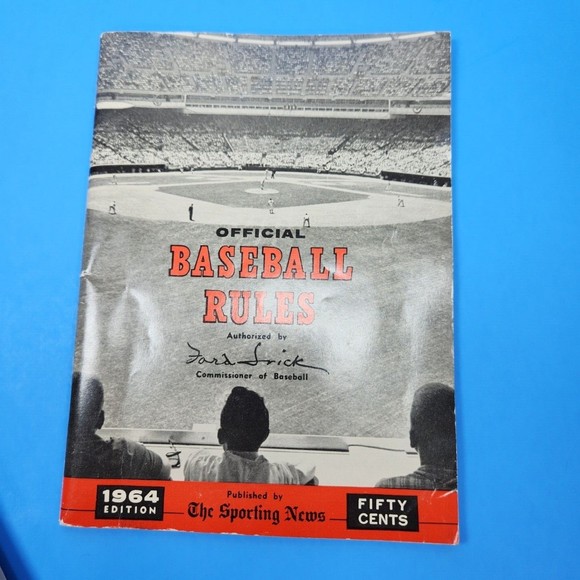 OFFICIAL
BASEBALL
RULES
Authorized by
Ford Frick
Commissioner of Baseball
1964
EDITION
Published by
The Sporting News
FIFTY
CENTS